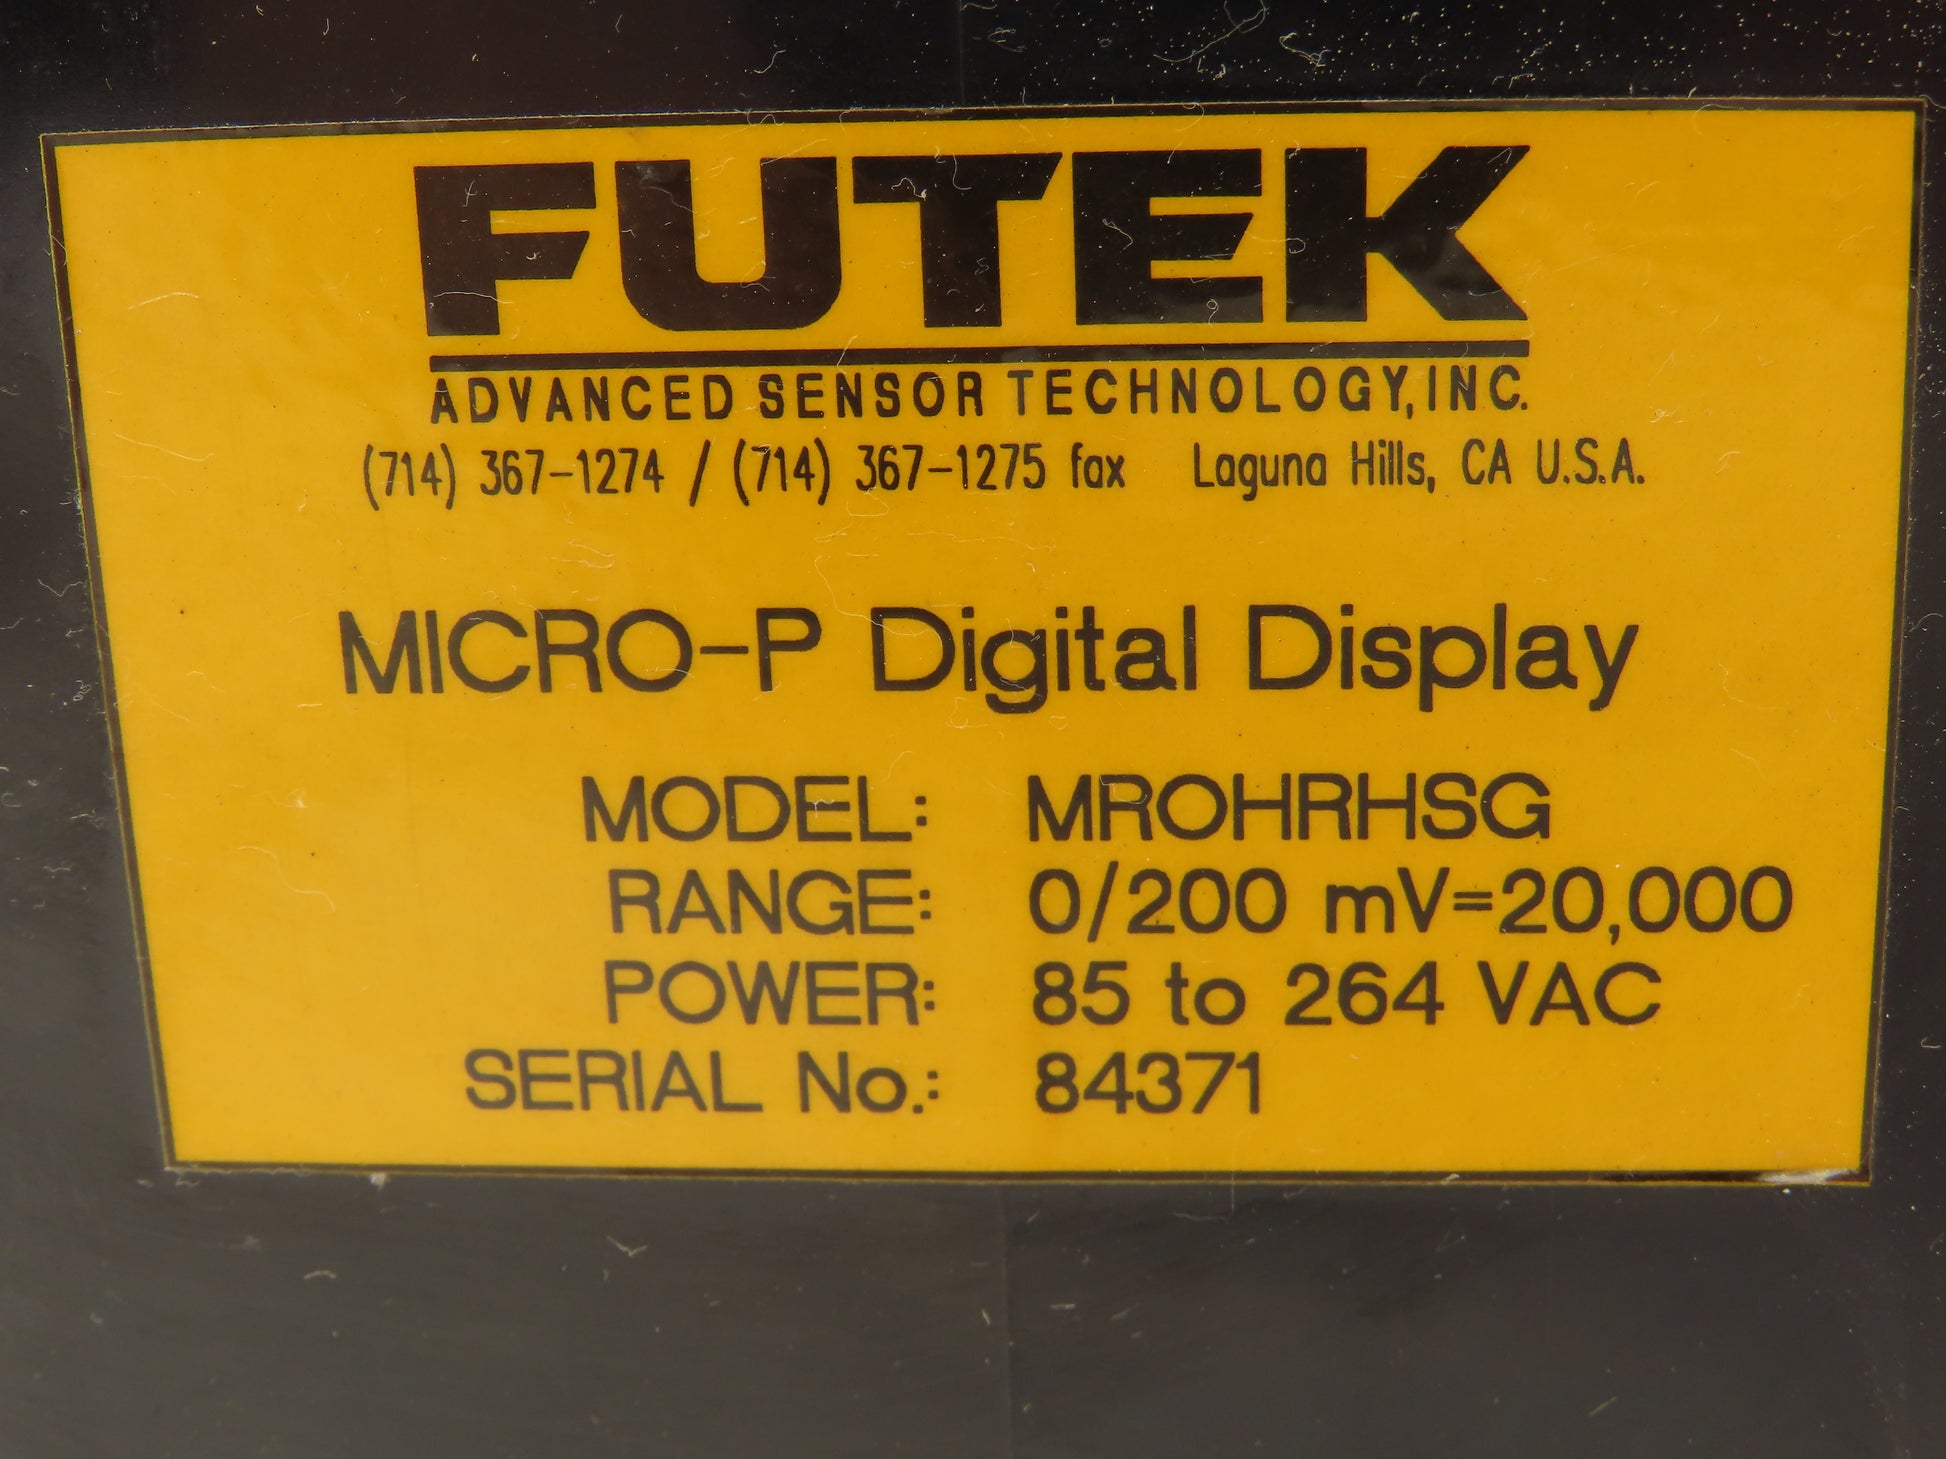 FUTEK
ADVANCED SENSOR TECHNOLOGY, INC.
(714) 367-1274 / (714) 367-1275 fax Laguna Hills, CA U.S.A.
MICRO-P Digital Display
MODEL: MROHRHSG
RANGE: 0/200 mV=20,000
POWER: 85 to 264 VAC
SERIAL No.: 84371